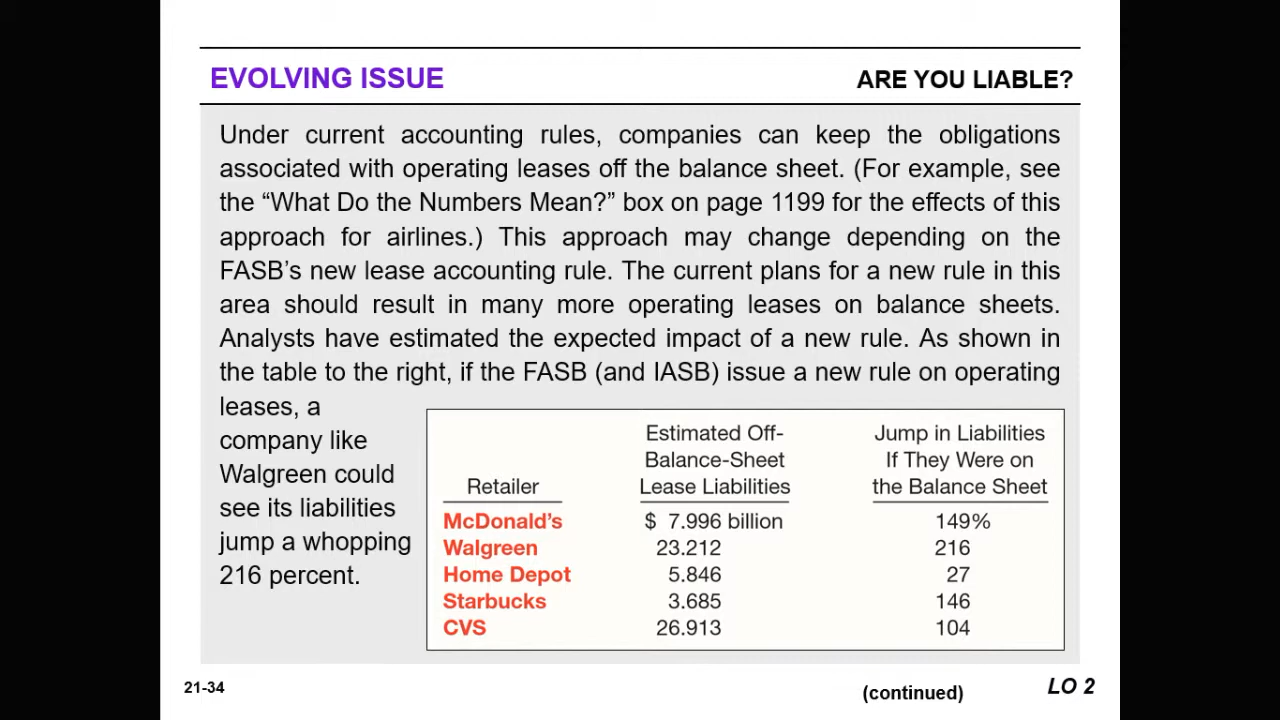 EVOLVING ISSUE ARE YOU LIABLE?
Under current accounting rules, companies can keep the obligations
associated with operating leases off the balance sheet. (For example, see
the “What Do the Numbers Mean?” box on page 1199 for the effects of this
approach for airlines.) This approach may change depending on the
FASB’s new lease accounting rule. The current plans for a new rule in this
area should result in many more operating leases on balance sheets.
Analysts have estimated the expected impact of a new rule. As shown in
the table to the right, if the FASB (and IASB) issue a new rule on operating
leases, a
company like
Walgreen could
see its liabilities
jump a whopping
216 percent.
Estimated Off- Jump in Liabilities
Balance-Sheet If They Were on
Retailer Lease Liabilities the Balance Sheet
McDonald’s $ 7.996 billion 149%
Walgreen 23.212 216
Home Depot 5.846 27
Starbucks 3.685 146
CVS 26.913 104
21-34 (continued) LO 2